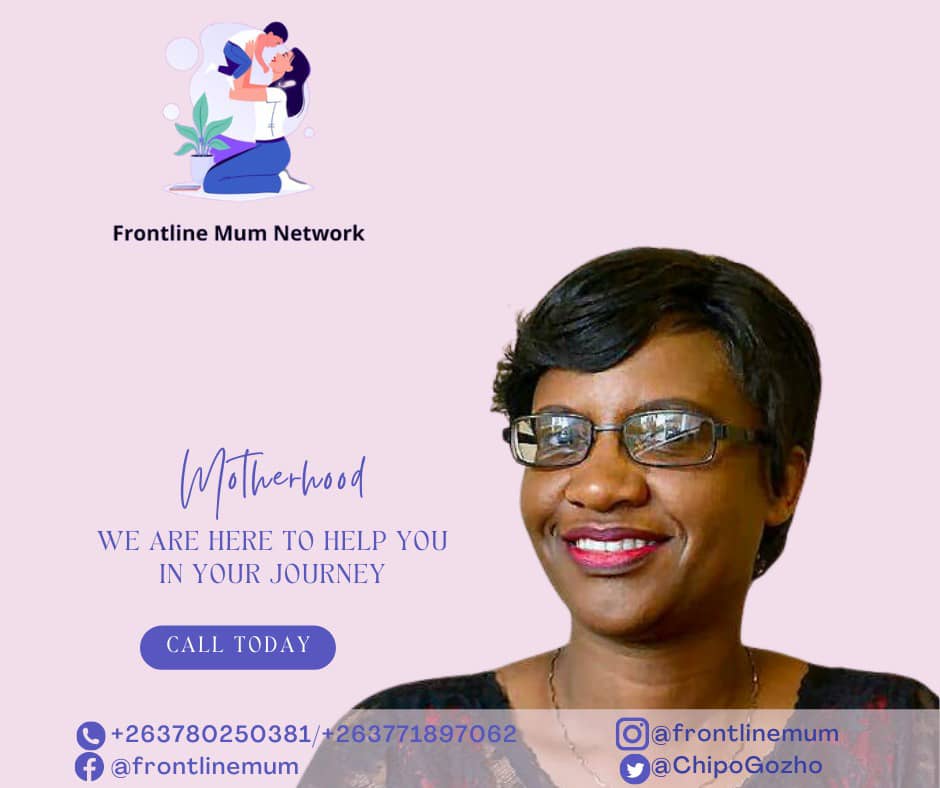 Frontline Mum Network
Motherhood
WE ARE HERE TO HELP YOU
IN YOUR JOURNEY
CALL TODAY
+263780250381/+263771897062
@frontlinemum
@frontlinemum
@ChipoGozho